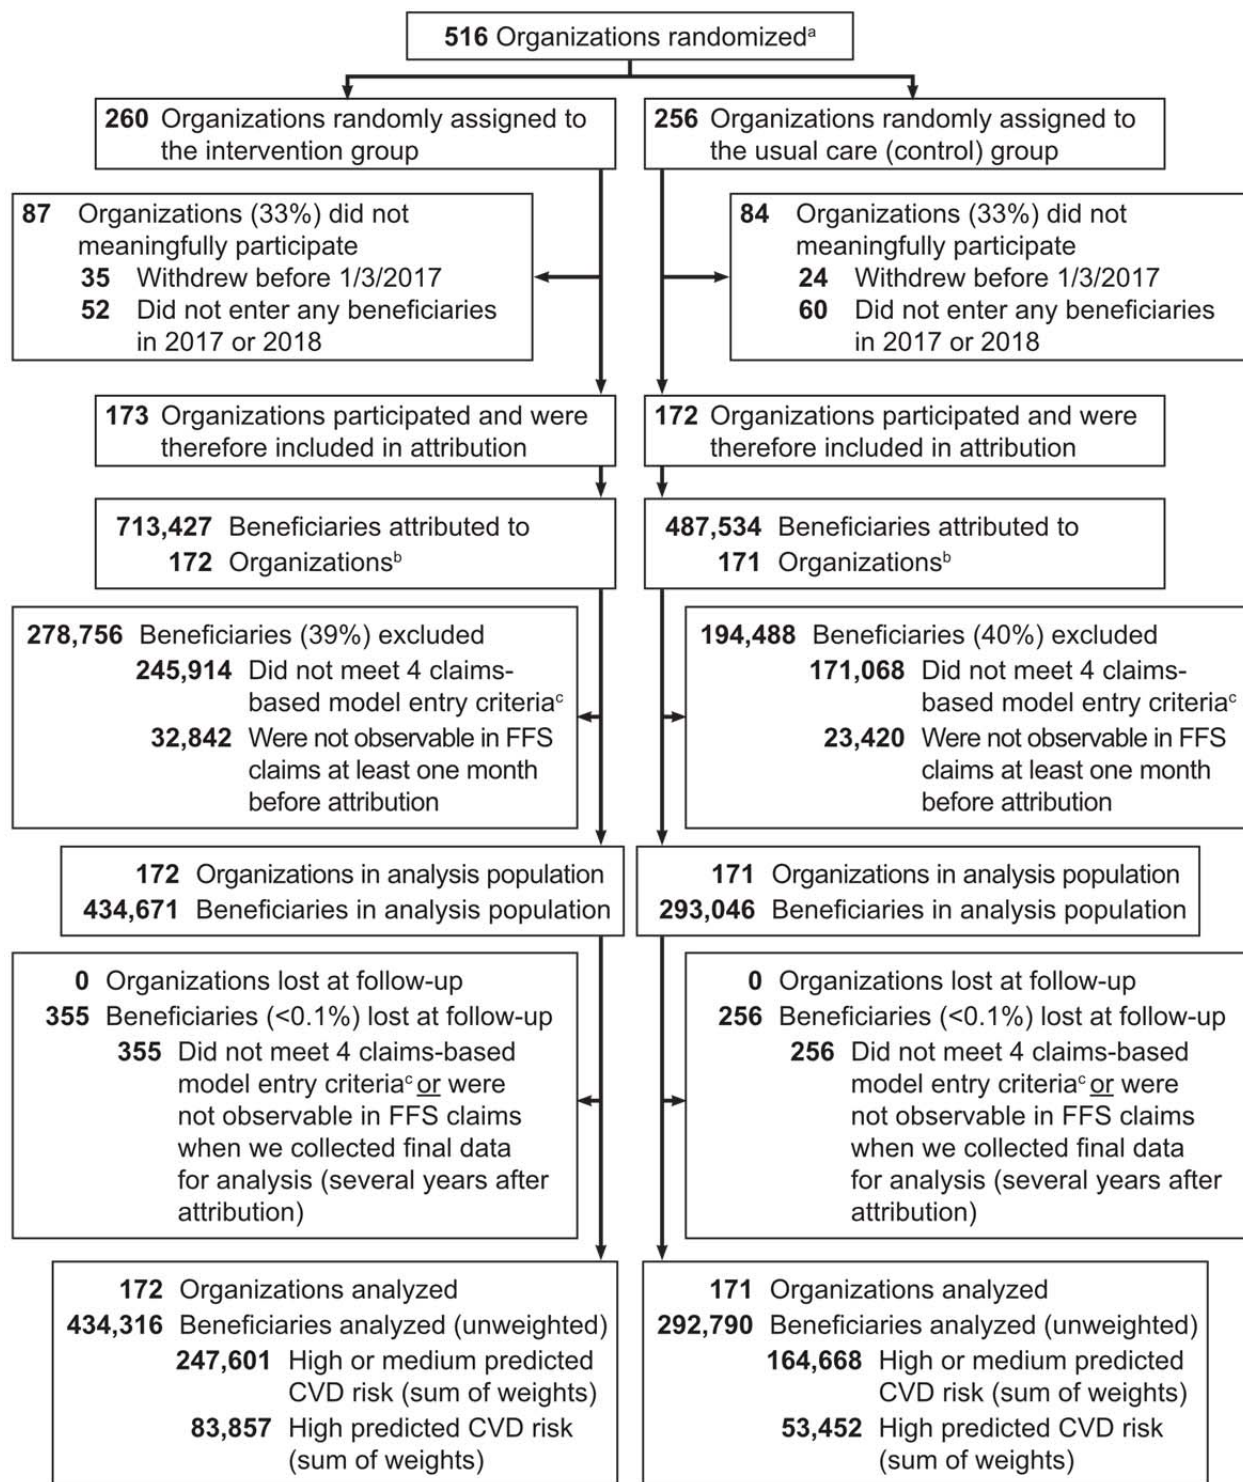 516 Organizations randomizedᵃ
260 Organizations randomly assigned to
the intervention group
256 Organizations randomly assigned to
the usual care (control) group
87 Organizations (33%) did not
meaningfully participate
35 Withdrew before 1/3/2017
52 Did not enter any beneficiaries
in 2017 or 2018
84 Organizations (33%) did not
meaningfully participate
24 Withdrew before 1/3/2017
60 Did not enter any beneficiaries
in 2017 or 2018
173 Organizations participated and were
therefore included in attribution
172 Organizations participated and were
therefore included in attribution
713,427 Beneficiaries attributed to
172 Organizationsᵇ
487,534 Beneficiaries attributed to
171 Organizationsᵇ
278,756 Beneficiaries (39%) excluded
245,914 Did not meet 4 claims-
based model entry criteriaᶜ
32,842 Were not observable in FFS
claims at least one month
before attribution
194,488 Beneficiaries (40%) excluded
171,068 Did not meet 4 claims-
based model entry criteriaᶜ
23,420 Were not observable in FFS
claims at least one month
before attribution
172 Organizations in analysis population
434,671 Beneficiaries in analysis population
171 Organizations in analysis population
293,046 Beneficiaries in analysis population
0 Organizations lost at follow-up
355 Beneficiaries (<0.1%) lost at follow-up
355 Did not meet 4 claims-based
model entry criteriaᶜ or were
not observable in FFS claims
when we collected final data
for analysis (several years after
attribution)
0 Organizations lost at follow-up
256 Beneficiaries (<0.1%) lost at follow-up
256 Did not meet 4 claims-based
model entry criteriaᶜ or were
not observable in FFS claims
when we collected final data
for analysis (several years after
attribution)
172 Organizations analyzed
434,316 Beneficiaries analyzed (unweighted)
247,601 High or medium predicted
CVD risk (sum of weights)
83,857 High predicted CVD risk
(sum of weights)
171 Organizations analyzed
292,790 Beneficiaries analyzed (unweighted)
164,668 High or medium predicted
CVD risk (sum of weights)
53,452 High predicted CVD risk
(sum of weights)